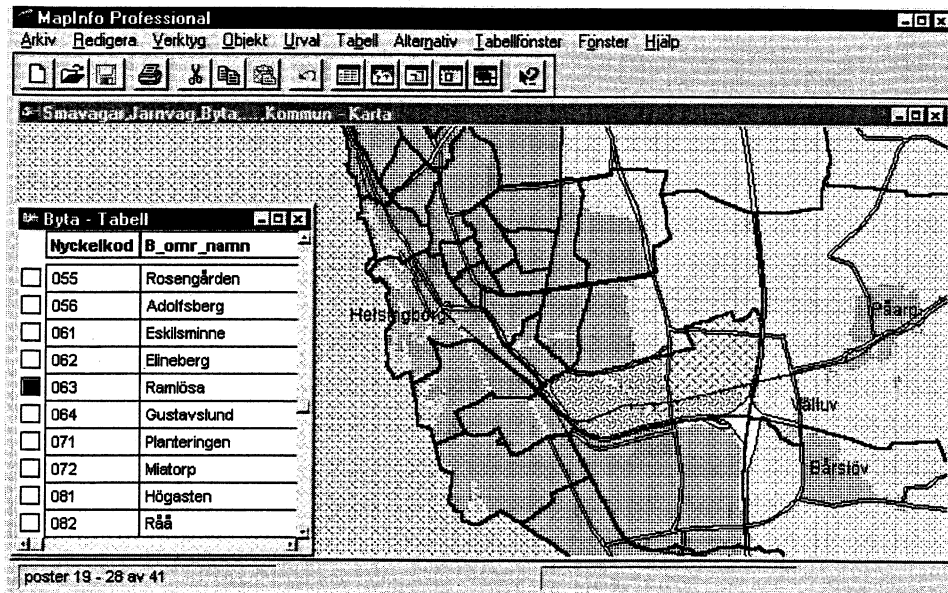 MapInfo Professional
Arkiv Redigera Verktyg Objekt Urval Tabell Alternativ Tabellfönster Fönster Hjälp
Smavagar,Jarnvag,Byta,...,Kommun - Karta
Byta - Tabell
Nyckelkod B_omr_namn
055 Rosengården
056 Adolfsberg
061 Eskilsminne
062 Elineberg
063 Ramlösa
064 Gustavslund
071 Planteringen
072 Miatorp
081 Högasten
082 Råå
Helsingborg
Påarp
Välluv
Bårslöv
poster 19 - 28 av 41